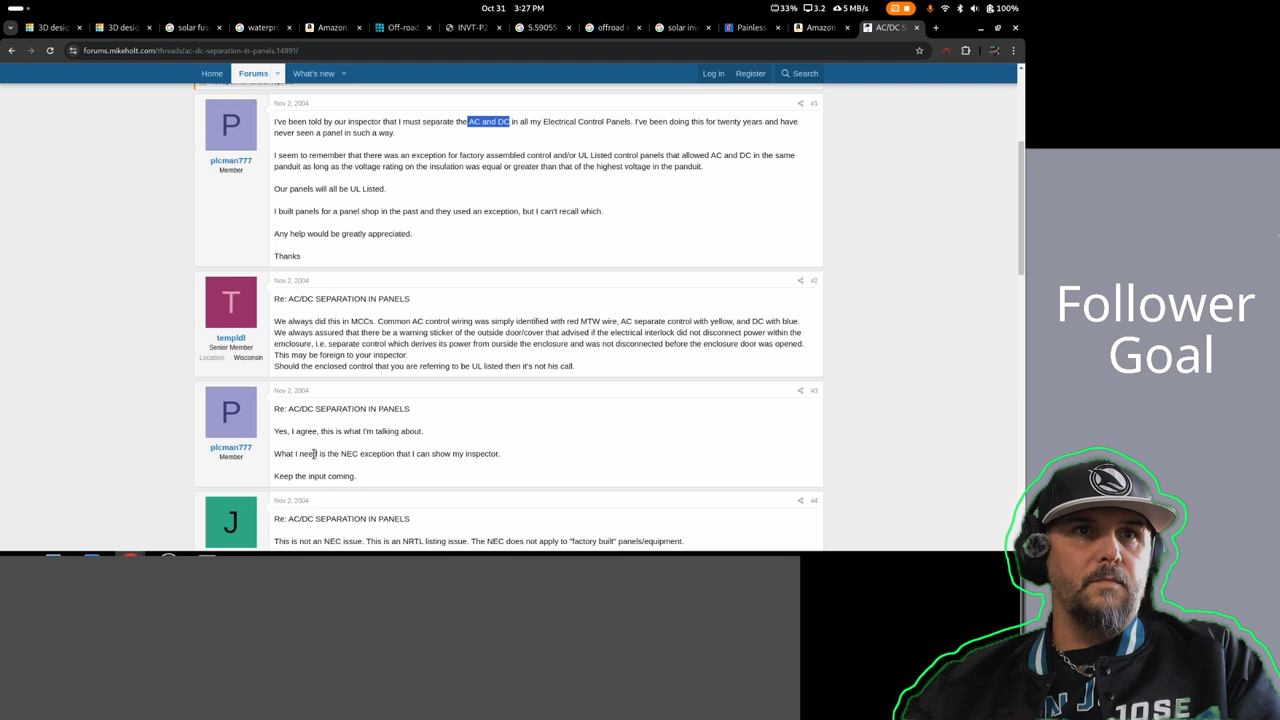 Oct 31 3:27 PM
33% 3.2 5 MB/s 100%
3D desig
3D desig
solar fus
waterpro
Amazon.
Off-road
INVT-P2
5.59055
offroad s
solar inv
Painless
Amazon
AC/DC S
forums.mikeholt.com/threads/ac-dc-separation-in-panels.14991/
Home Forums What's new Log in Register Search
Nov 2, 2004 #1
P
plcman777
Member
I've been told by our inspector that I must separate the AC and DC in all my Electrical Control Panels. I've been doing this for twenty years and have
never seen a panel in such a way.
I seem to remember that there was an exception for factory assembled control and/or UL Listed control panels that allowed AC and DC in the same
panduit as long as the voltage rating on the insulation was equal or greater than that of the highest voltage in the panduit.
Our panels will all be UL Listed.
I built panels for a panel shop in the past and they used an exception, but I can't recall which.
Any help would be greatly appreciated.
Thanks
Nov 2, 2004 #2
T
templdl
Senior Member
Location: Wisconsin
Re: AC/DC SEPARATION IN PANELS
We always did this in MCCs. Common AC control wiring was simply identified with red MTW wire, AC separate control with yellow, and DC with blue.
We always assured that there be a warning sticker of the outside door/cover that advised if the electrical interlock did not disconnect power within the
emclosure, i.e. separate control which derives its power from ourside the enclosure and was not disconnected before the enclosure door was opened.
This may be foreign to your inspector.
Should the enclosed control that you are referring to be UL listed then it's not his call.
Nov 2, 2004 #3
P
plcman777
Member
Re: AC/DC SEPARATION IN PANELS
Yes, I agree, this is what I'm talking about.
What I need is the NEC exception that I can show my inspector.
Keep the input coming.
Nov 2, 2004 #4
J
Re: AC/DC SEPARATION IN PANELS
This is not an NEC issue. This is an NRTL listing issue. The NEC does not apply to "factory built" panels/equipment.
Follower
Goal
JOSE